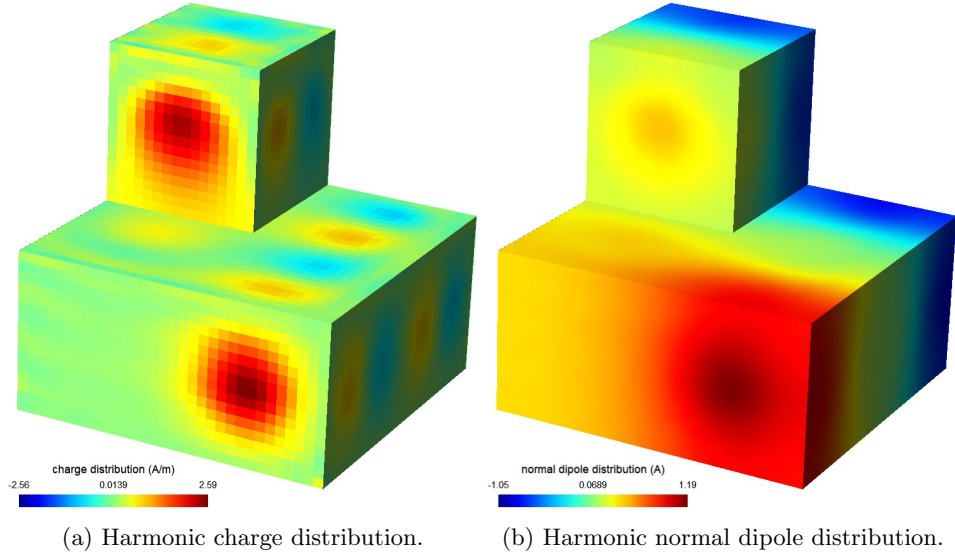 charge distribution (A/m)
-2.56 0.0139 2.59
normal dipole distribution (A)
-1.05 0.0689 1.19
(a) Harmonic charge distribution.
(b) Harmonic normal dipole distribution.